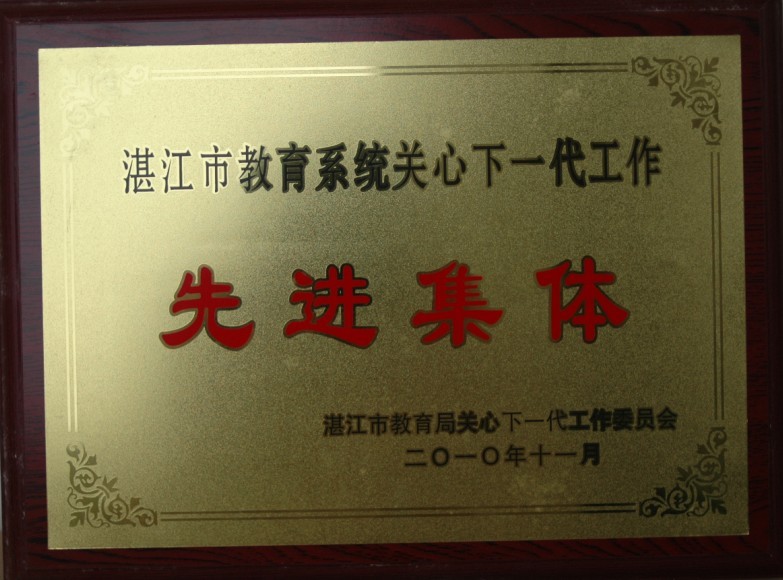 湛江市教育系统关心下一代工作
先进集体
湛江市教育局关心下一代工作委员会
二〇一〇年十一月